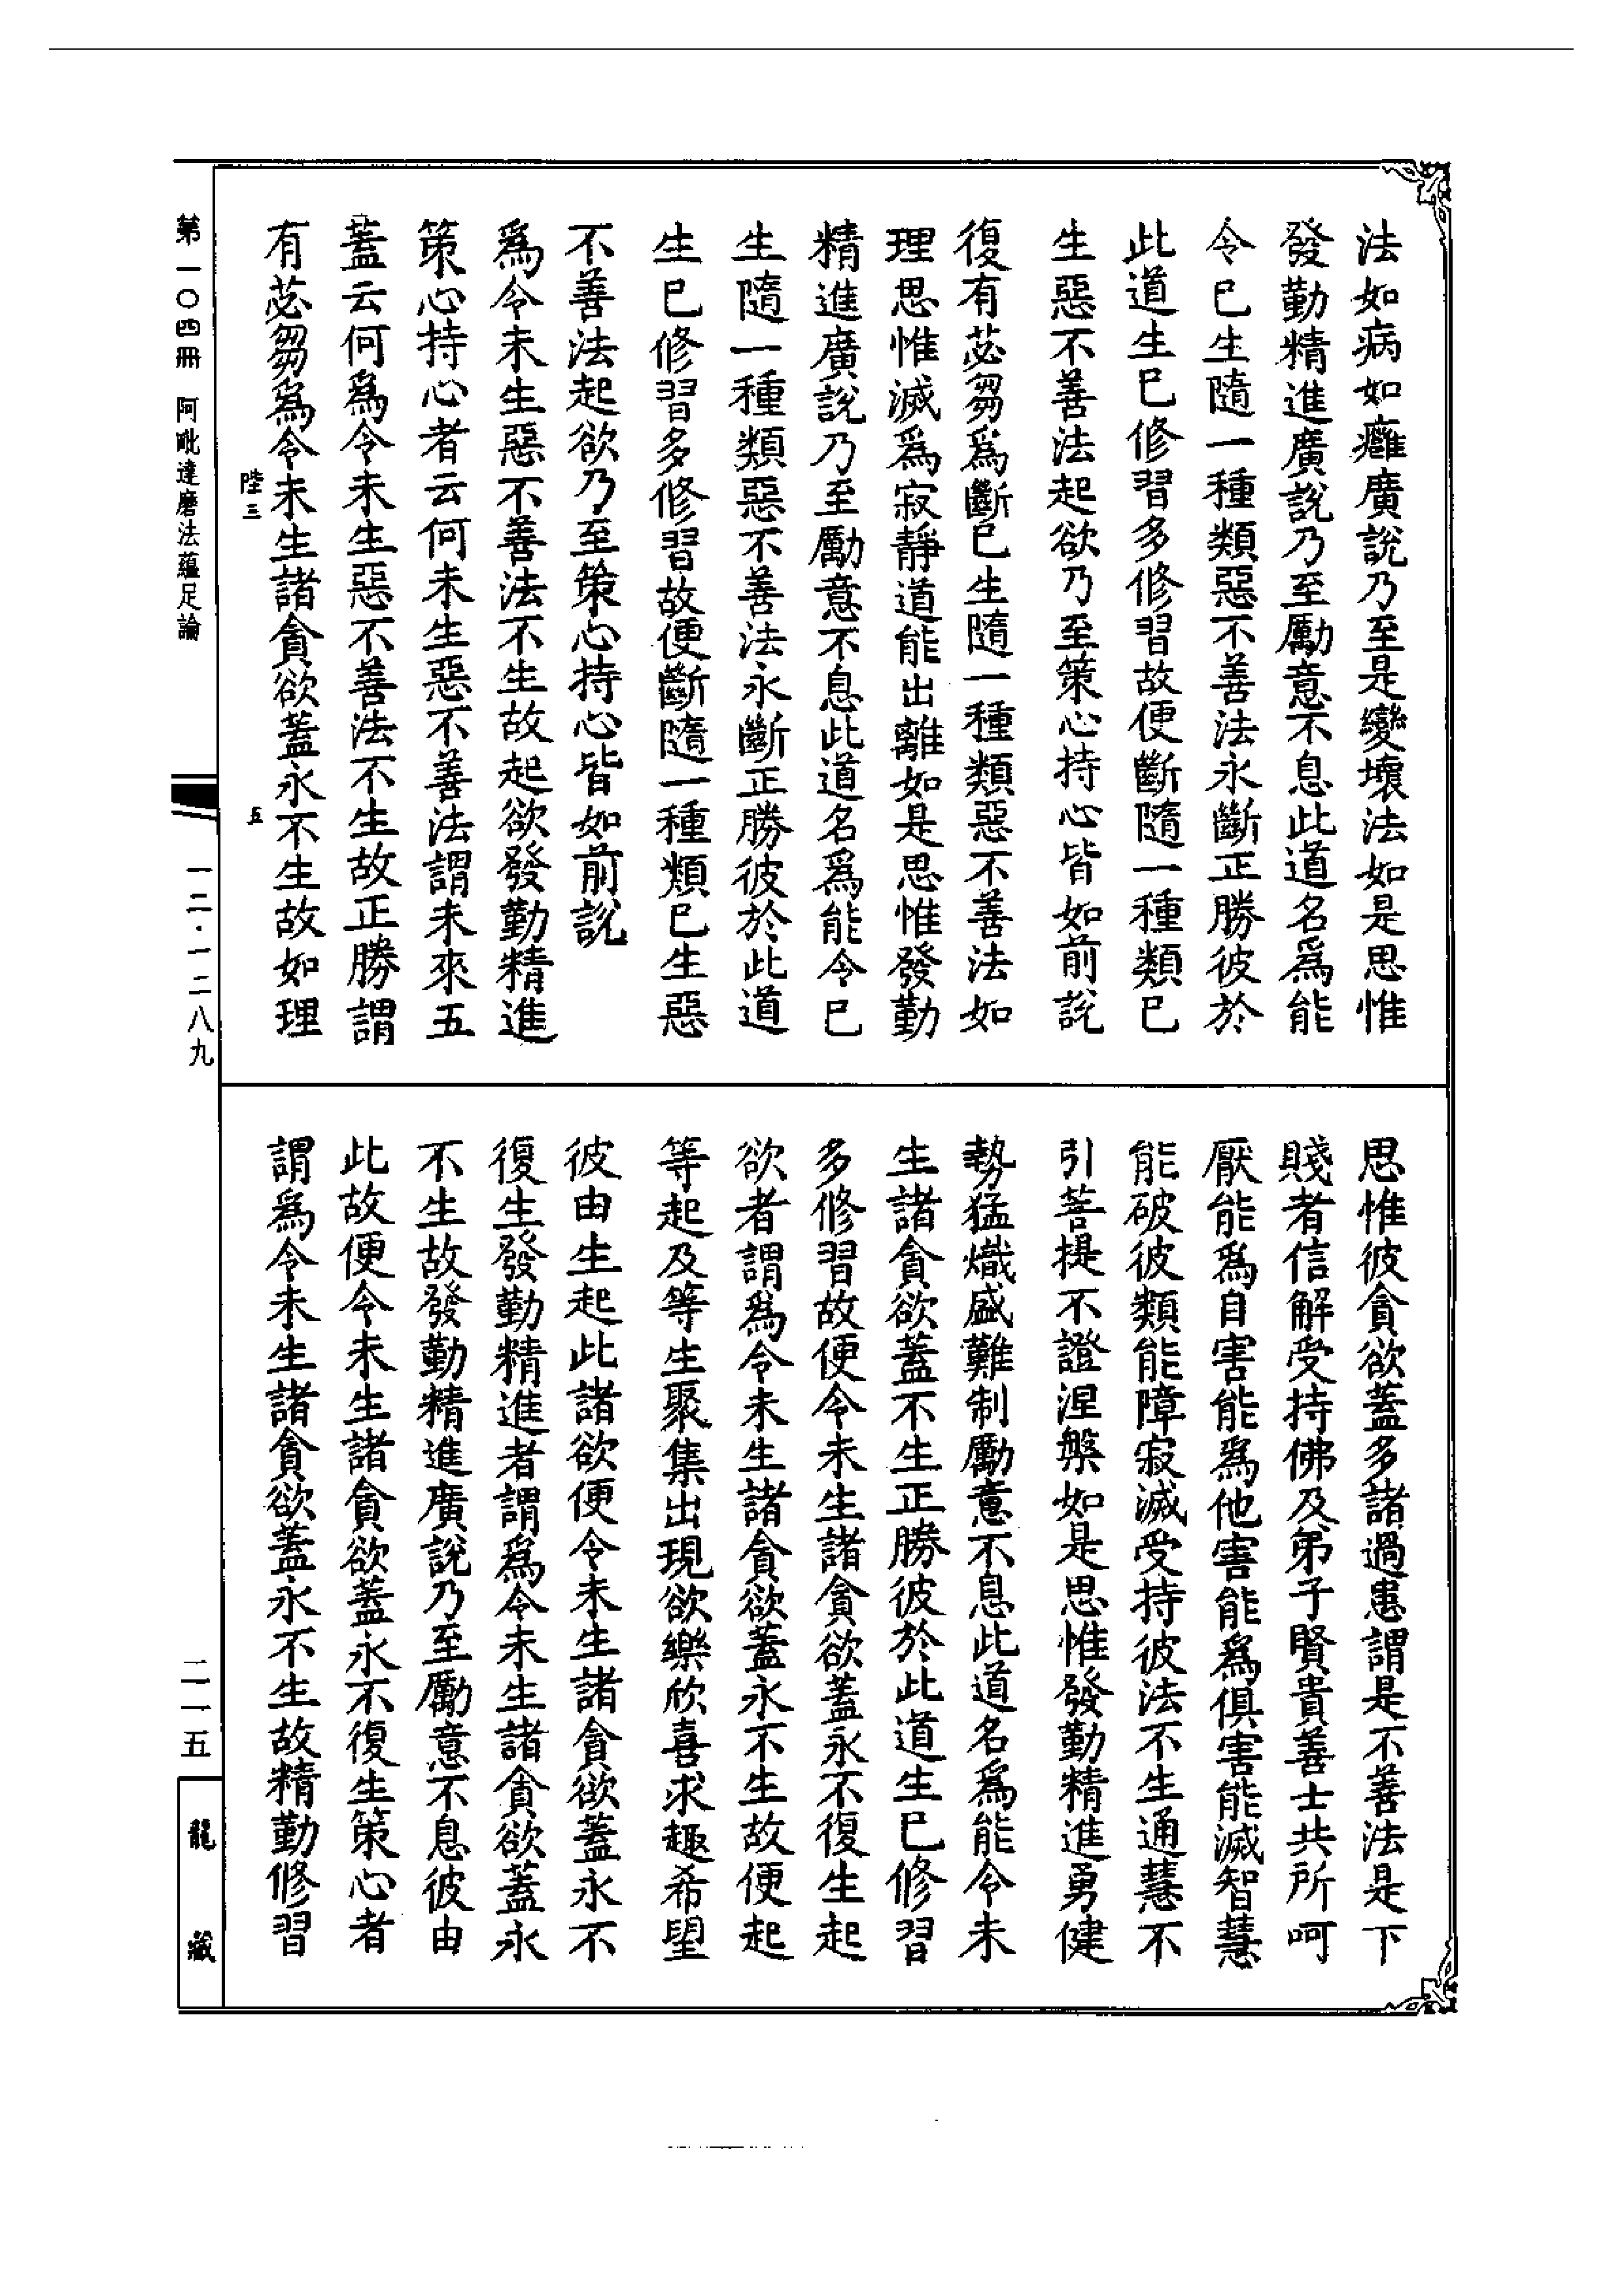 法如病如癰廣說乃至是變壞法如是思惟
發勤精進廣說乃至勵意不息此道名爲能
令已生隨一種類惡不善法永斷正勝彼於
此道生已修習多修習故便斷隨一種類已
生惡不善法起欲乃至策心持心皆如前說
復有苾芻爲斷已生隨一種類惡不善法如
理思惟滅爲寂靜道能出離如是思惟發勤
精進廣說乃至勵意不息此道名爲能令已
生隨一種類惡不善法永斷正勝彼於此道
生已修習多修習故便斷隨一種類已生惡
不善法起欲乃至策心持心皆如前說
爲令未生惡不善法不生故起欲發勤精進
策心持心者云何未生惡不善法謂未來五
蓋云何爲令未生惡不善法不生故正勝謂
有苾芻爲令未生諸貪欲蓋永不生故如理
陸三
五
思惟彼貪欲蓋多諸過患謂是不善法是下
賤者信解受持佛及弟子賢貴善士共所呵
厭能爲自害能爲他害能爲俱害能滅智慧
能破彼類能障寂滅受持彼法不生通慧不
引菩提不證涅槃如是思惟發勤精進勇健
勢猛熾盛難制勵意不息此道名爲能令未
生諸貪欲蓋不生正勝彼於此道生已修習
多修習故便令未生諸貪欲蓋永不復生起
欲者謂爲令未生諸貪欲蓋永不生故便起
等起及等生聚集出現欲樂欣喜求趣希望
彼由生起此諸欲便令未生諸貪欲蓋永不
復生發勤精進者謂爲令未生諸貪欲蓋永
不生故發勤精進廣說乃至勵意不息彼由
此故便令未生諸貪欲蓋永不復生策心者
謂爲令未生諸貪欲蓋永不生故精勤修習
第一〇四冊 阿毗達磨法蘊足論
一二·一二八九
二一五
龍藏